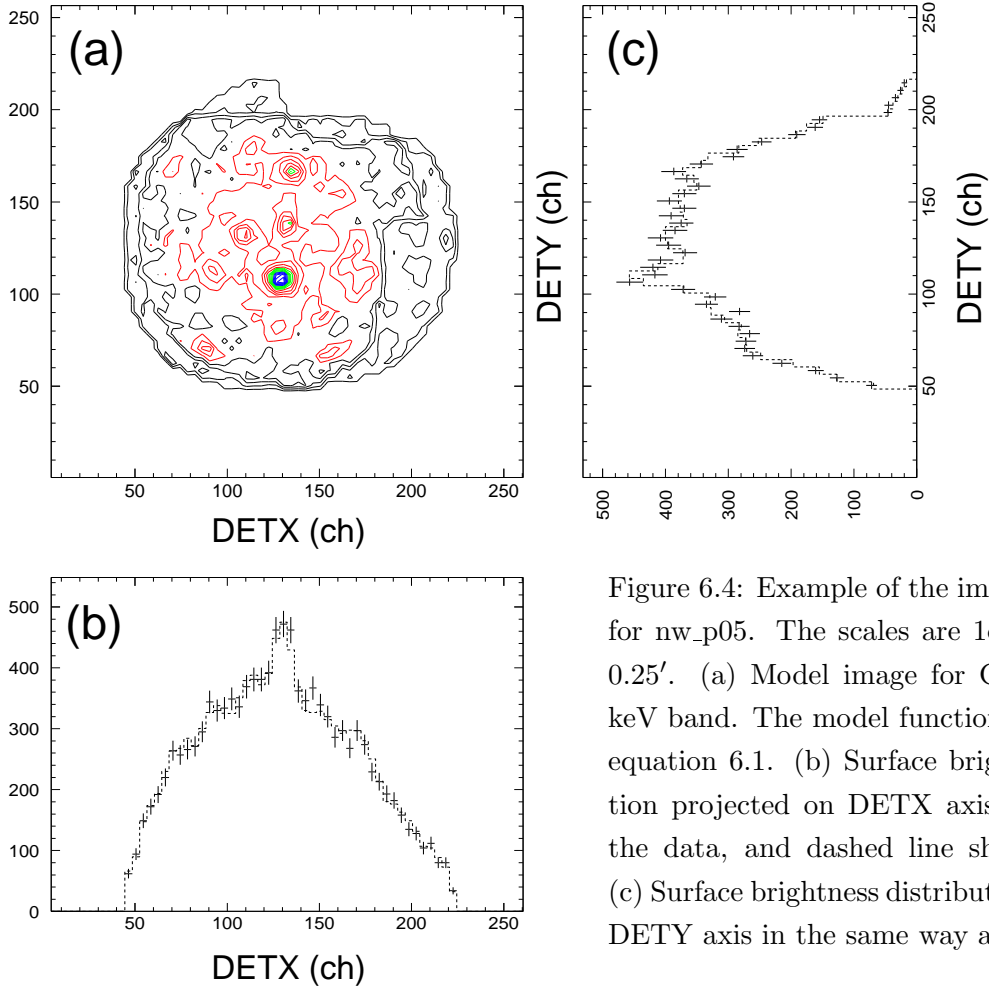 (a)
250
200
150
100
50
50 100 150 200 250
DETX (ch)
DETY (ch)
(c)
250
200
150
100
50
500 400 300 200 100 0
DETY (ch)
(b)
500
400
300
200
100
0
50 100 150 200 250
DETX (ch)
Figure 6.4: Example of the im
for nw_p05. The scales are 1
0.25′. (a) Model image for
keV band. The model function
equation 6.1. (b) Surface brig
tion projected on DETX axis
the data, and dashed line sh
(c) Surface brightness distribut
DETY axis in the same way a